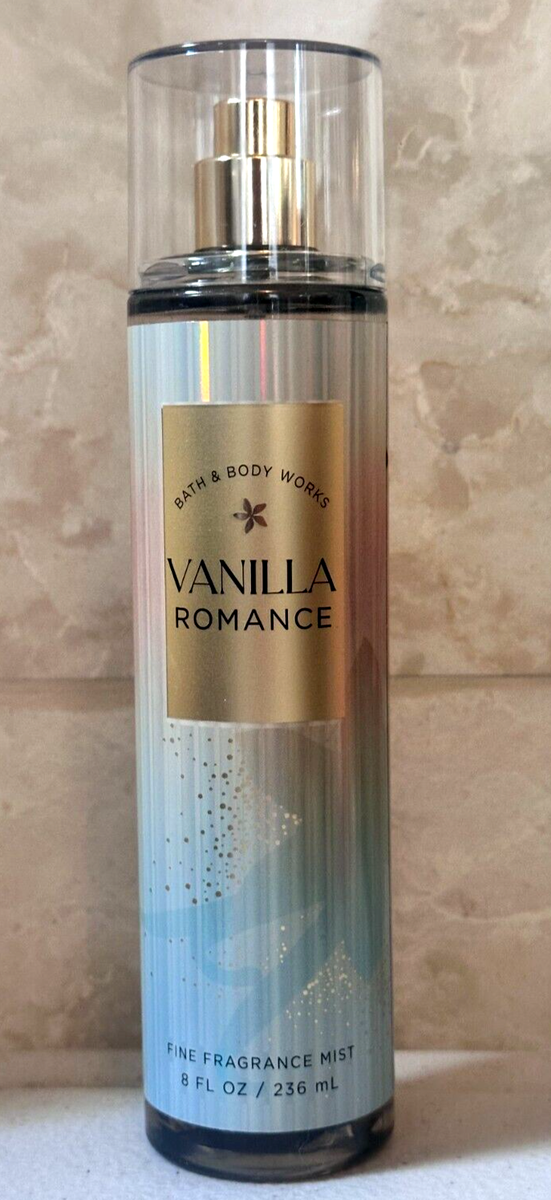 BATH & BODY WORKS
VANILLA
ROMANCE
FINE FRAGRANCE MIST
8 FL OZ / 236 mL